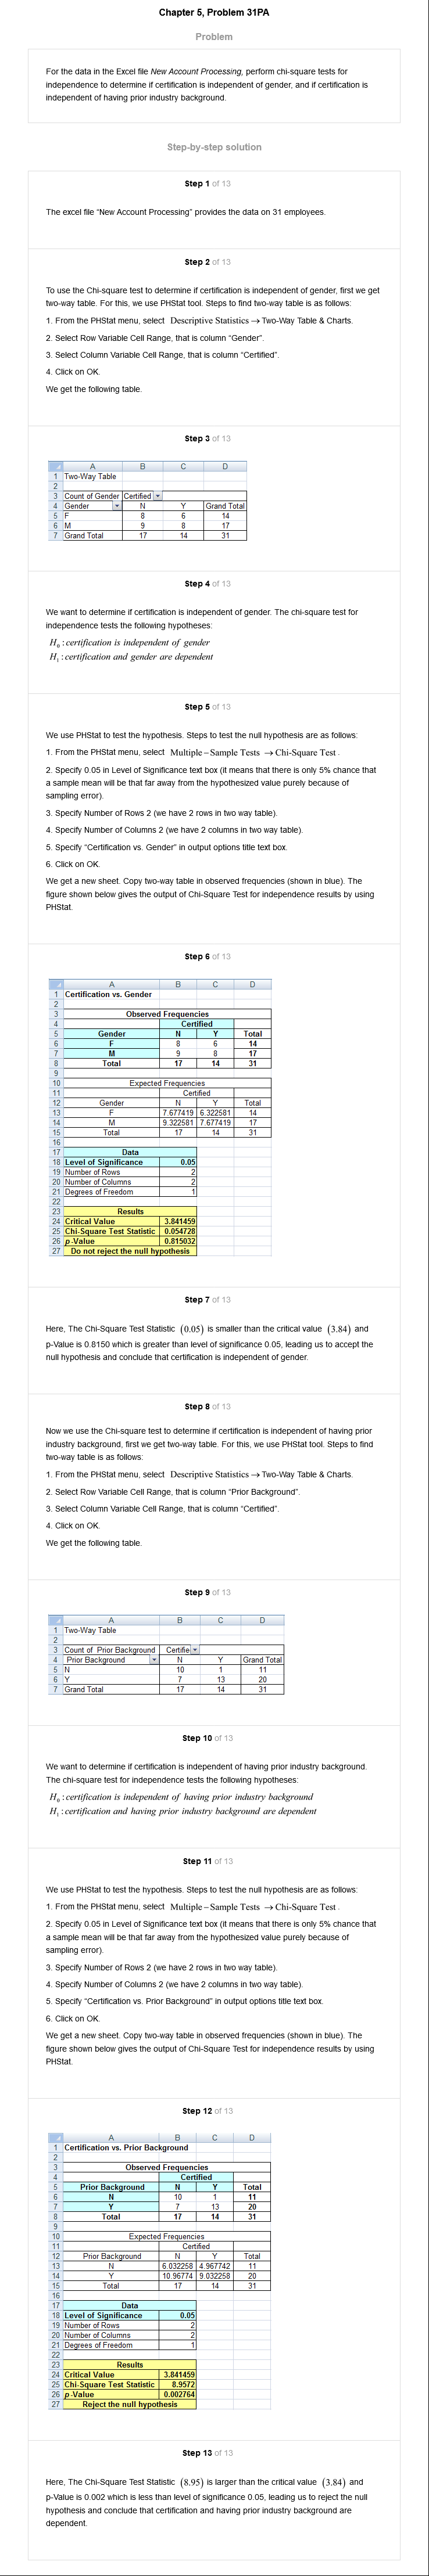 Chapter 5, Problem 31PA
Problem
For the data in the Excel file New Account Processing, perform chi-square tests for
independence to determine if certification is independent of gender, and if certification is
independent of having prior industry background.
Step-by-step solution
Step 1 of 13
The excel file "New Account Processing" provides the data on 31 employees.
Step 2 of 13
To use the Chi-square test to determine if certification is independent of gender, first we get
two-way table. For this, we use PHStat tool. Steps to find two-way table is as follows:
1. From the PHStat menu, select Descriptive Statistics → Two-Way Table & Charts.
2. Select Row Variable Cell Range, that is column “Gender”.
3. Select Column Variable Cell Range, that is column “Certified”.
4. Click on OK.
We get the following table.
Step 3 of 13
A B C D
1 Two-Way Table
2
3 Count of Gender Certified
4 Gender N Y Grand Total
5 F 8 6 14
6 M 9 8 17
7 Grand Total 17 14 31
Step 4 of 13
We want to determine if certification is independent of gender. The chi-square test for
independence tests the following hypotheses:
H₀ : certification is independent of gender
H₁ : certification and gender are dependent
Step 5 of 13
We use PHStat to test the hypothesis. Steps to test the null hypothesis are as follows:
1. From the PHStat menu, select Multiple – Sample Tests → Chi-Square Test .
2. Specify 0.05 in Level of Significance text box (it means that there is only 5% chance that
a sample mean will be that far away from the hypothesized value purely because of
sampling error).
3. Specify Number of Rows 2 (we have 2 rows in two way table).
4. Specify Number of Columns 2 (we have 2 columns in two way table).
5. Specify “Certification vs. Gender” in output options title text box.
6. Click on OK.
We get a new sheet. Copy two-way table in observed frequencies (shown in blue). The
figure shown below gives the output of Chi-Square Test for independence results by using
PHStat.
Step 6 of 13
A B C D
1 Certification vs. Gender
2
3 Observed Frequencies
4 Certified
5 Gender N Y Total
6 F 8 6 14
7 M 9 8 17
8 Total 17 14 31
9
10 Expected Frequencies
11 Certified
12 Gender N Y Total
13 F 7.677419 6.322581 14
14 M 9.322581 7.677419 17
15 Total 17 14 31
16
17 Data
18 Level of Significance 0.05
19 Number of Rows 2
20 Number of Columns 2
21 Degrees of Freedom 1
22
23 Results
24 Critical Value 3.841459
25 Chi-Square Test Statistic 0.054728
26 p-Value 0.815032
27 Do not reject the null hypothesis
Step 7 of 13
Here, The Chi-Square Test Statistic (0.05) is smaller than the critical value (3.84) and
p-Value is 0.8150 which is greater than level of significance 0.05, leading us to accept the
null hypothesis and conclude that certification is independent of gender.
Step 8 of 13
Now we use the Chi-square test to determine if certification is independent of having prior
industry background, first we get two-way table. For this, we use PHStat tool. Steps to find
two-way table is as follows:
1. From the PHStat menu, select Descriptive Statistics → Two-Way Table & Charts.
2. Select Row Variable Cell Range, that is column “Prior Background”.
3. Select Column Variable Cell Range, that is column “Certified”.
4. Click on OK.
We get the following table.
Step 9 of 13
A B C D
1 Two-Way Table
2
3 Count of Prior Background Certifie
4 Prior Background N Y Grand Total
5 N 10 1 11
6 Y 7 13 20
7 Grand Total 17 14 31
Step 10 of 13
We want to determine if certification is independent of having prior industry background.
The chi-square test for independence tests the following hypotheses:
H₀ : certification is independent of having prior industry background
H₁ : certification and having prior industry background are dependent
Step 11 of 13
We use PHStat to test the hypothesis. Steps to test the null hypothesis are as follows:
1. From the PHStat menu, select Multiple – Sample Tests → Chi-Square Test .
2. Specify 0.05 in Level of Significance text box (it means that there is only 5% chance that
a sample mean will be that far away from the hypothesized value purely because of
sampling error).
3. Specify Number of Rows 2 (we have 2 rows in two way table).
4. Specify Number of Columns 2 (we have 2 columns in two way table).
5. Specify “Certification vs. Prior Background” in output options title text box.
6. Click on OK.
We get a new sheet. Copy two-way table in observed frequencies (shown in blue). The
figure shown below gives the output of Chi-Square Test for independence results by using
PHStat.
Step 12 of 13
A B C D
1 Certification vs. Prior Background
2
3 Observed Frequencies
4 Certified
5 Prior Background N Y Total
6 N 10 1 11
7 Y 7 13 20
8 Total 17 14 31
9
10 Expected Frequencies
11 Certified
12 Prior Background N Y Total
13 N 6.032258 4.967742 11
14 Y 10.96774 9.032258 20
15 Total 17 14 31
16
17 Data
18 Level of Significance 0.05
19 Number of Rows 2
20 Number of Columns 2
21 Degrees of Freedom 1
22
23 Results
24 Critical Value 3.841459
25 Chi-Square Test Statistic 8.9572
26 p-Value 0.002764
27 Reject the null hypothesis
Step 13 of 13
Here, The Chi-Square Test Statistic (8.95) is larger than the critical value (3.84) and
p-Value is 0.002 which is less than level of significance 0.05, leading us to reject the null
hypothesis and conclude that certification and having prior industry background are
dependent.